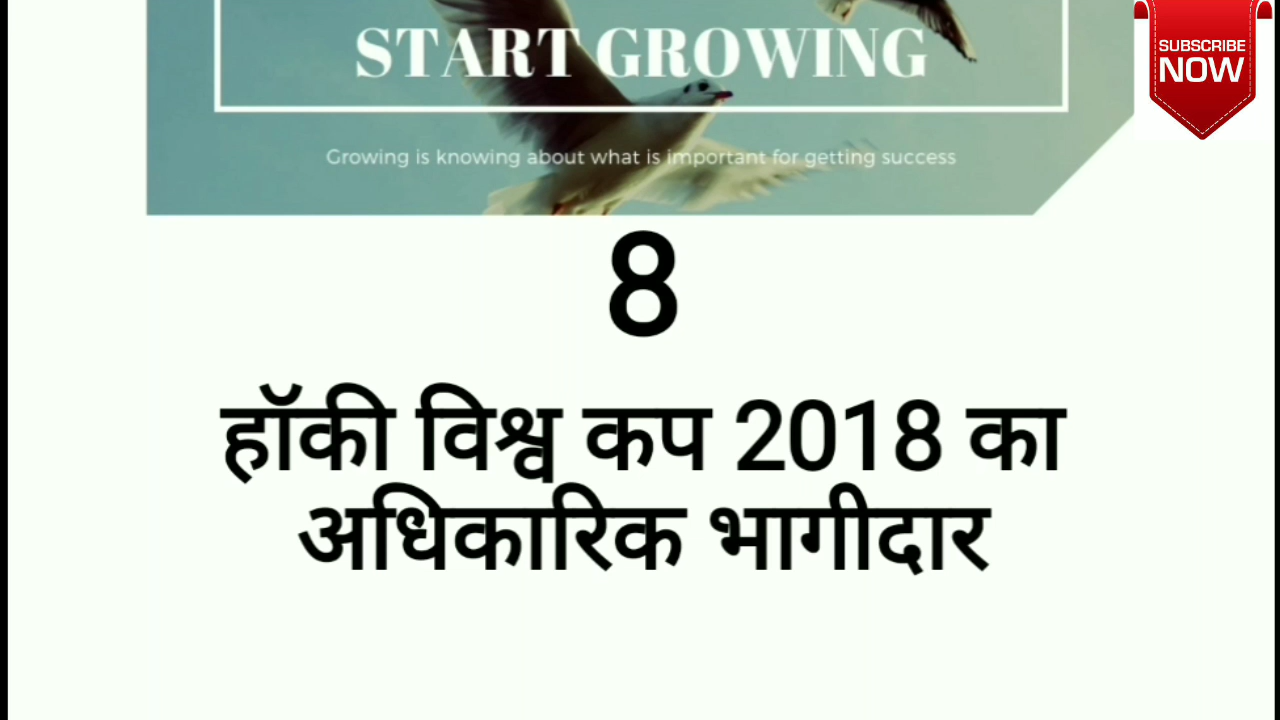 START GROWING
Growing is knowing about what is important for getting success
SUBSCRIBE
NOW
8
हॉकी विश्व कप 2018 का
अधिकारिक भागीदार